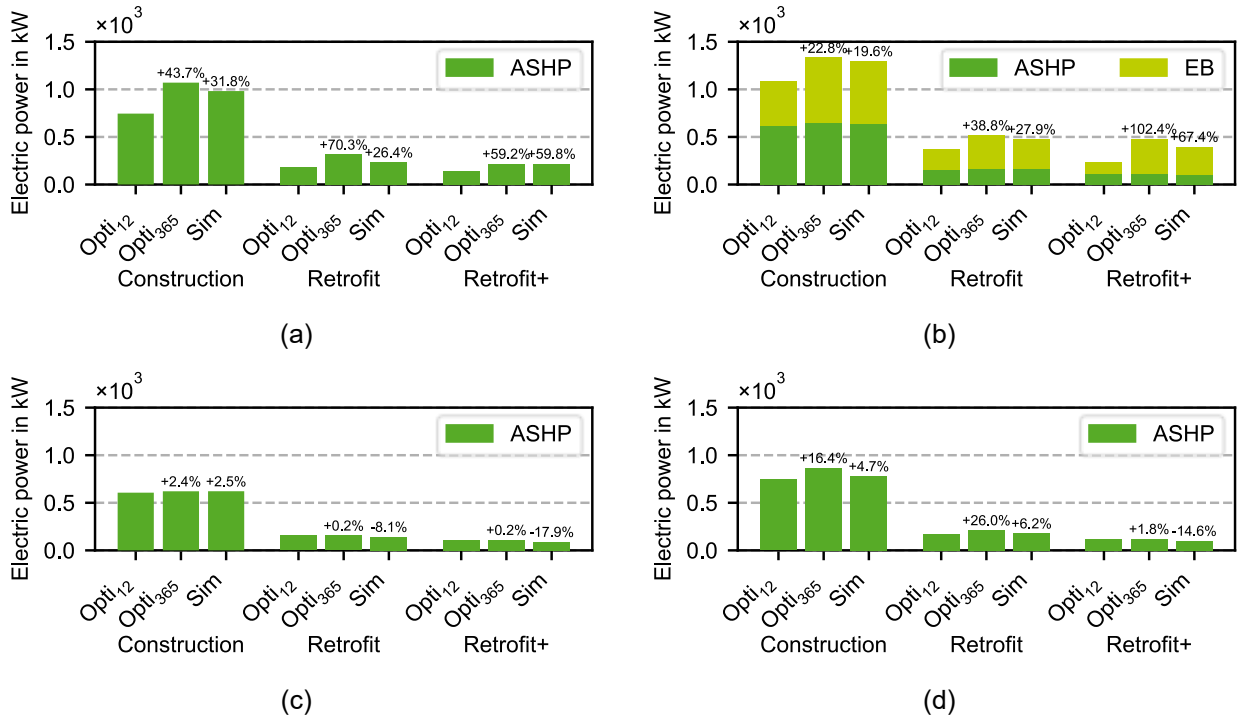 ×10³
Electric power in kW
1.5
1.0
0.5
0.0
ASHP
+43.7%
+31.8%
+70.3%
+26.4%
+59.2%
+59.8%
Opti₁₂
Opti₃₆₅
Sim
Opti₁₂
Opti₃₆₅
Sim
Opti₁₂
Opti₃₆₅
Sim
Construction
Retrofit
Retrofit+
(a)
×10³
Electric power in kW
1.5
1.0
0.5
0.0
ASHP
EB
+22.8%
+19.6%
+38.8%
+27.9%
+102.4%
+67.4%
Opti₁₂
Opti₃₆₅
Sim
Opti₁₂
Opti₃₆₅
Sim
Opti₁₂
Opti₃₆₅
Sim
Construction
Retrofit
Retrofit+
(b)
×10³
Electric power in kW
1.5
1.0
0.5
0.0
ASHP
+2.4%
+2.5%
+0.2%
-8.1%
+0.2%
-17.9%
Opti₁₂
Opti₃₆₅
Sim
Opti₁₂
Opti₃₆₅
Sim
Opti₁₂
Opti₃₆₅
Sim
Construction
Retrofit
Retrofit+
(c)
×10³
Electric power in kW
1.5
1.0
0.5
0.0
ASHP
+16.4%
+4.7%
+26.0%
+6.2%
+1.8%
-14.6%
Opti₁₂
Opti₃₆₅
Sim
Opti₁₂
Opti₃₆₅
Sim
Opti₁₂
Opti₃₆₅
Sim
Construction
Retrofit
Retrofit+
(d)